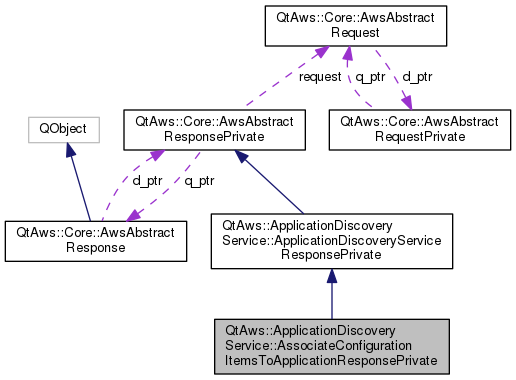 QtAws::Core::AwsAbstract
Request
request
q_ptr
d_ptr
QObject
QtAws::Core::AwsAbstract
ResponsePrivate
QtAws::Core::AwsAbstract
RequestPrivate
d_ptr
q_ptr
QtAws::Core::AwsAbstract
Response
QtAws::ApplicationDiscovery
Service::ApplicationDiscoveryService
ResponsePrivate
QtAws::ApplicationDiscovery
Service::AssociateConfiguration
ItemsToApplicationResponsePrivate